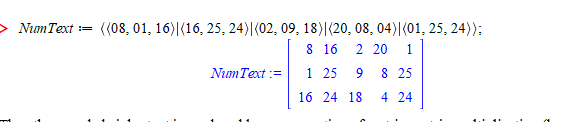 > NumText := ⟨⟨08, 01, 16⟩|⟨16, 25, 24⟩|⟨02, 09, 18⟩|⟨20, 08, 04⟩|⟨01, 25, 24⟩⟩;
8 16 2 20 1
NumText := 1 25 9 8 25
16 24 18 4 24